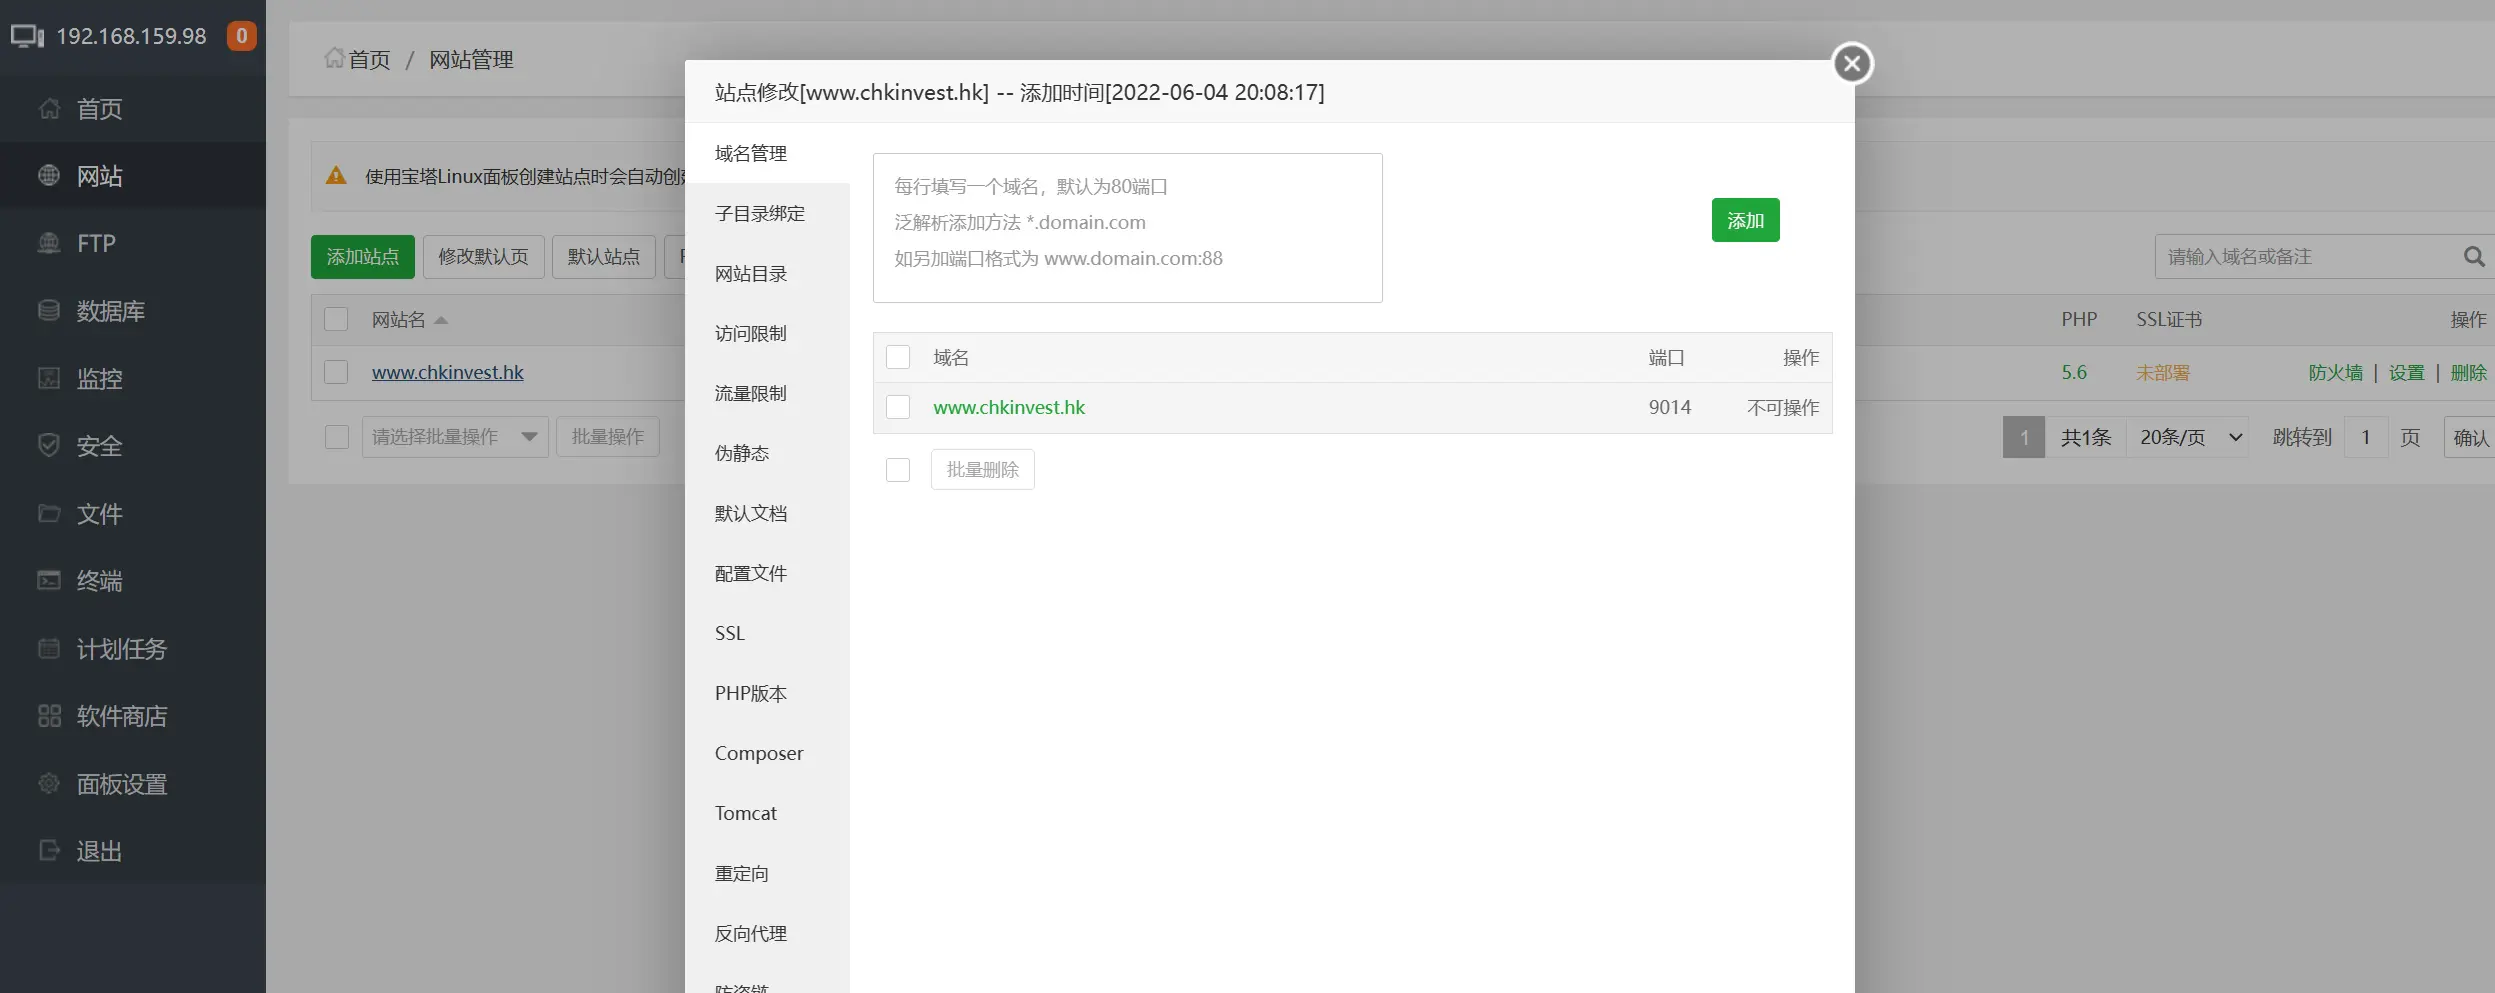 192.168.159.98 0
首页
网站
FTP
数据库
监控
安全
文件
终端
计划任务
软件商店
面板设置
退出
首页 / 网站管理
使用宝塔Linux面板创建站点时会自动创
添加站点 修改默认页 默认站点
请输入域名或备注
网站名 PHP SSL证书 操作
www.chkinvest.hk 5.6 未部署 防火墙 | 设置 | 删除
请选择批量操作 批量操作 1 共1条 20条/页 跳转到 1 页 确认
站点修改[www.chkinvest.hk] -- 添加时间[2022-06-04 20:08:17]
域名管理
子目录绑定
网站目录
访问限制
流量限制
伪静态
默认文档
配置文件
SSL
PHP版本
Composer
Tomcat
重定向
反向代理
防盗链
每行填写一个域名，默认为80端口
泛解析添加方法 *.domain.com
如另加端口格式为 www.domain.com:88
添加
域名 端口 操作
www.chkinvest.hk 9014 不可操作
批量删除